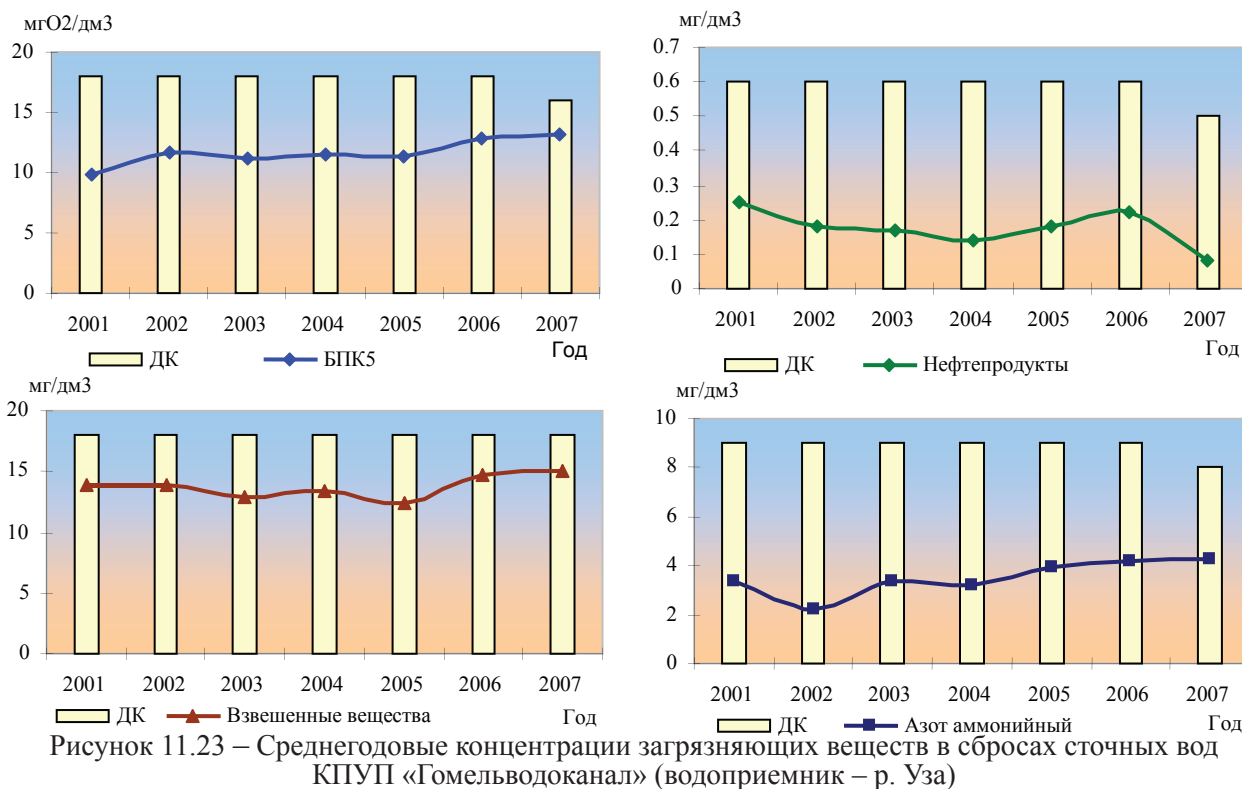 мгО2/дм3
20
15
10
5
0
2001 2002 2003 2004 2005 2006 2007
Год
ДК БПК5
мг/дм3
0.7
0.6
0.5
0.4
0.3
0.2
0.1
0
2001 2002 2003 2004 2005 2006 2007
Год
ДК Нефтепродукты
мг/дм3
20
15
10
5
0
2001 2002 2003 2004 2005 2006 2007
ДК Взвешенные вещества Год
мг/дм3
10
8
6
4
2
0
2001 2002 2003 2004 2005 2006 2007
ДК Азот аммонийный Год
Рисунок 11.23 – Среднегодовые концентрации загрязняющих веществ в сбросах сточных вод
КПУП «Гомельводоканал» (водоприемник – р. Уза)